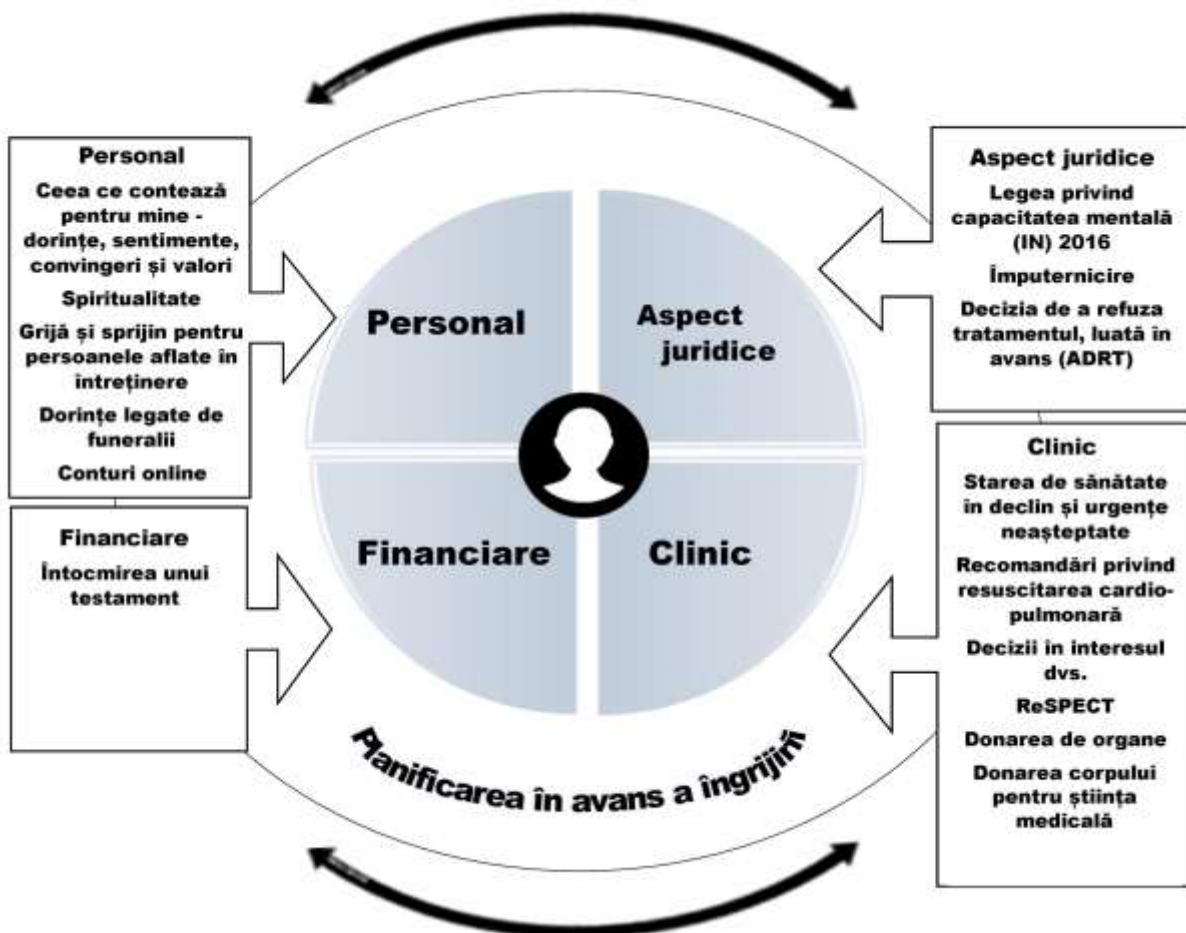 Personal
Ceea ce contează
pentru mine -
dorințe, sentimente,
convingeri și valori
Spiritualitate
Grijă și sprijin pentru
persoanele aflate în
întreținere
Dorințe legate de
funeralii
Conturi online
Financiare
Întocmirea unui
testament
Personal
Aspect
juridice
Financiare
Clinic
Planificarea în avans a îngrijirii
Aspect juridice
Legea privind
capacitatea mentală
(IN) 2016
Împuternicire
Decizia de a refuza
tratamentul, luată în
avans (ADRT)
Clinic
Starea de sănătate
în declin și urgențe
neașteptate
Recomandări privind
resuscitarea cardio-
pulmonară
Decizii în interesul
dvs.
ReSPECT
Donarea de organe
Donarea corpului
pentru știința
medicală